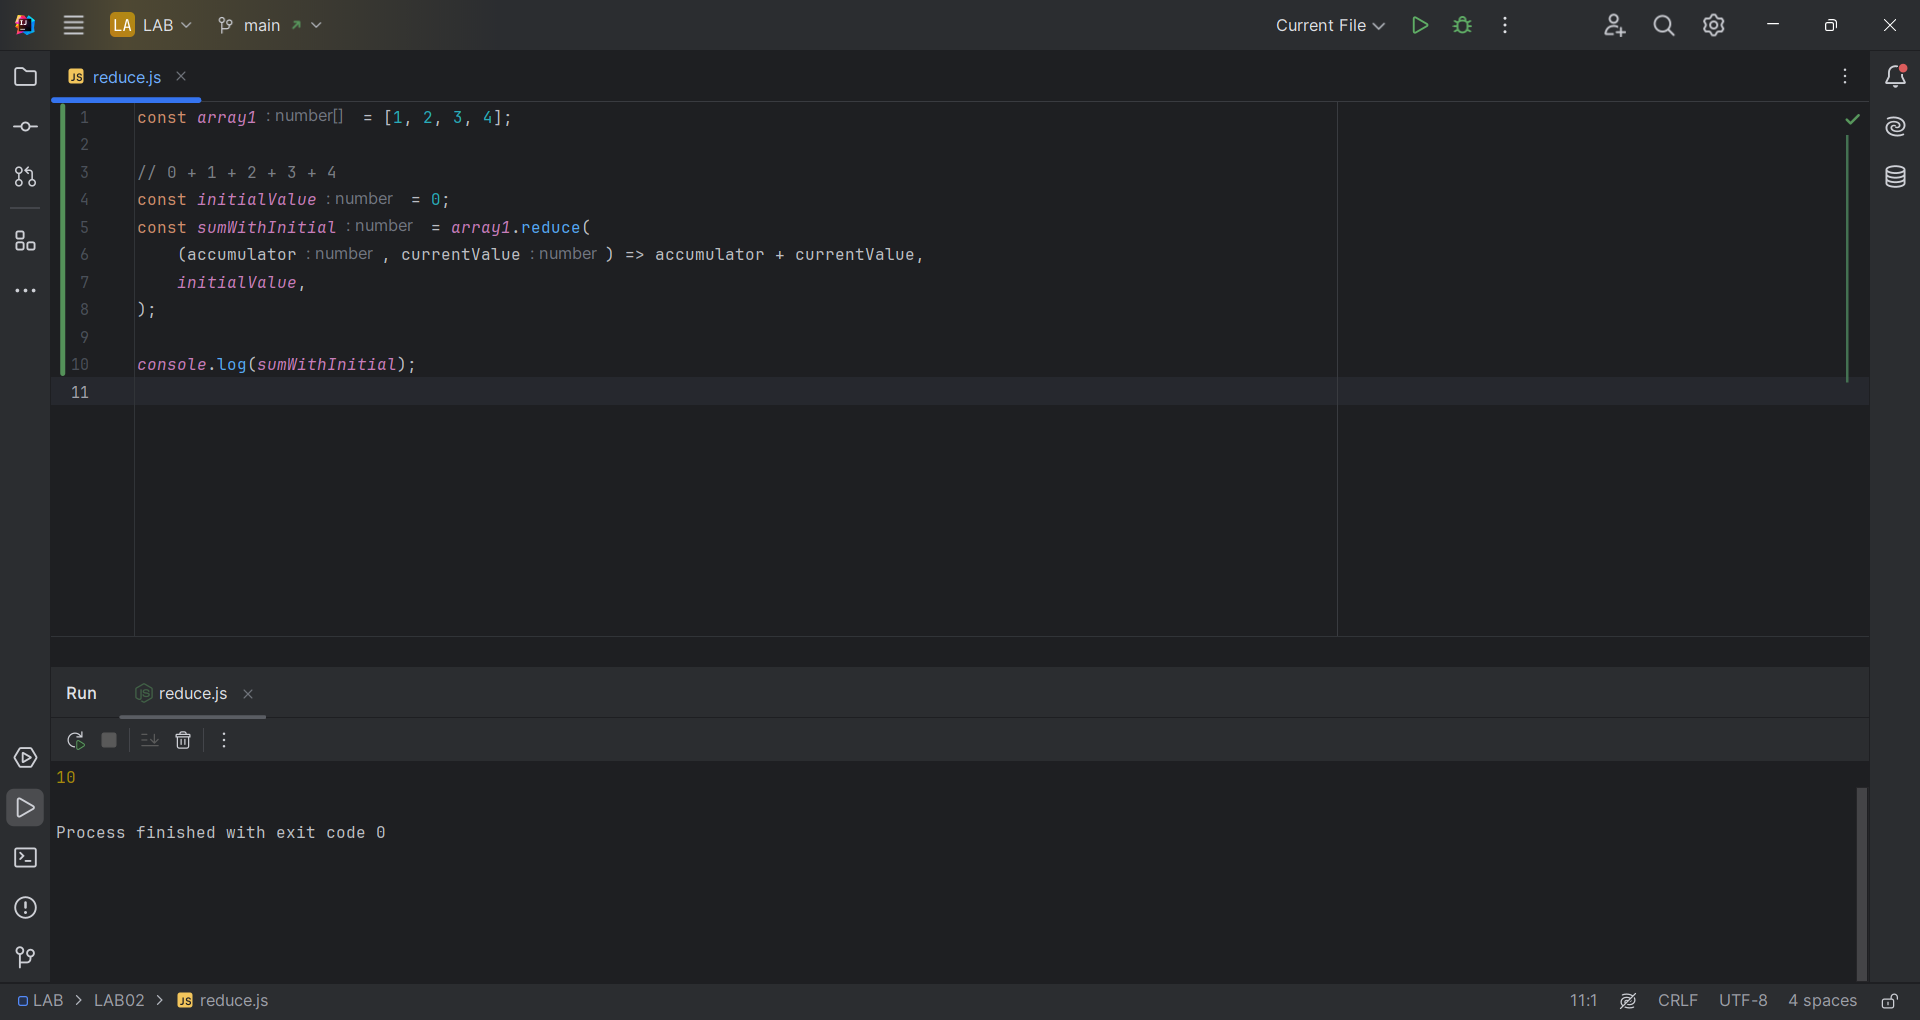 LA LAB main Current File
JS reduce.js
1 const array1 : number[] = [1, 2, 3, 4];
2
3 // 0 + 1 + 2 + 3 + 4
4 const initialValue : number = 0;
5 const sumWithInitial : number = array1.reduce(
6 (accumulator : number , currentValue : number ) => accumulator + currentValue,
7 initialValue,
8 );
9
10 console.log(sumWithInitial);
11
Run JS reduce.js
10
Process finished with exit code 0
LAB > LAB02 > JS reduce.js 11:1 CRLF UTF-8 4 spaces